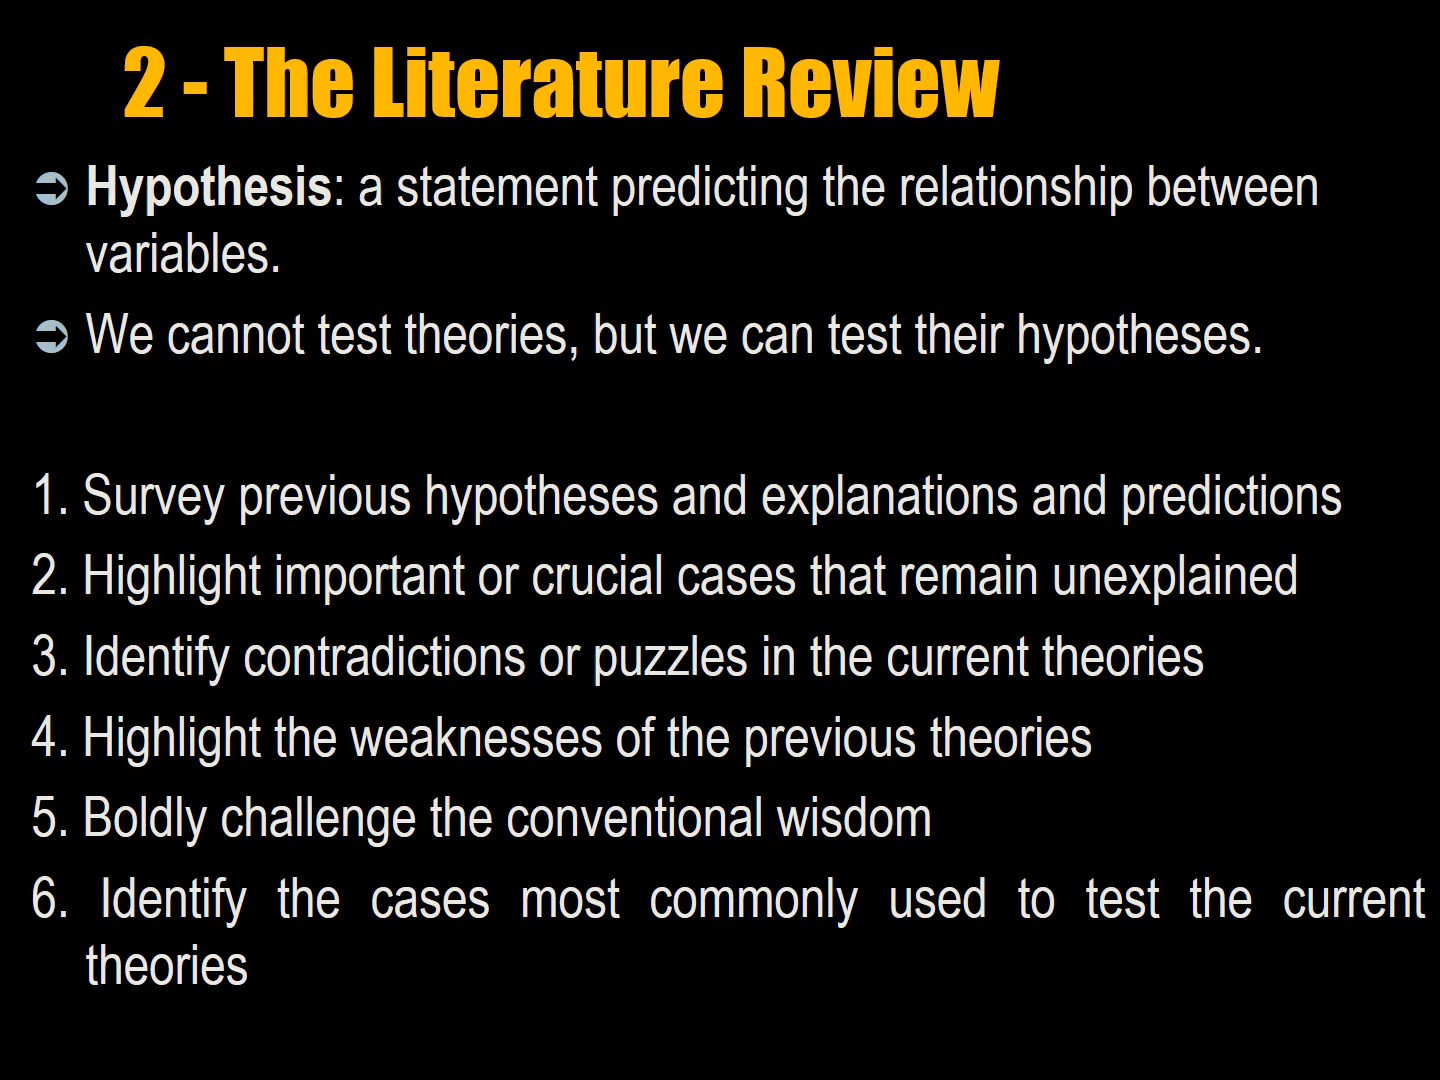 2 - The Literature Review
Hypothesis: a statement predicting the relationship between
variables.
We cannot test theories, but we can test their hypotheses.
1. Survey previous hypotheses and explanations and predictions
2. Highlight important or crucial cases that remain unexplained
3. Identify contradictions or puzzles in the current theories
4. Highlight the weaknesses of the previous theories
5. Boldly challenge the conventional wisdom
6. Identify the cases most commonly used to test the current
theories